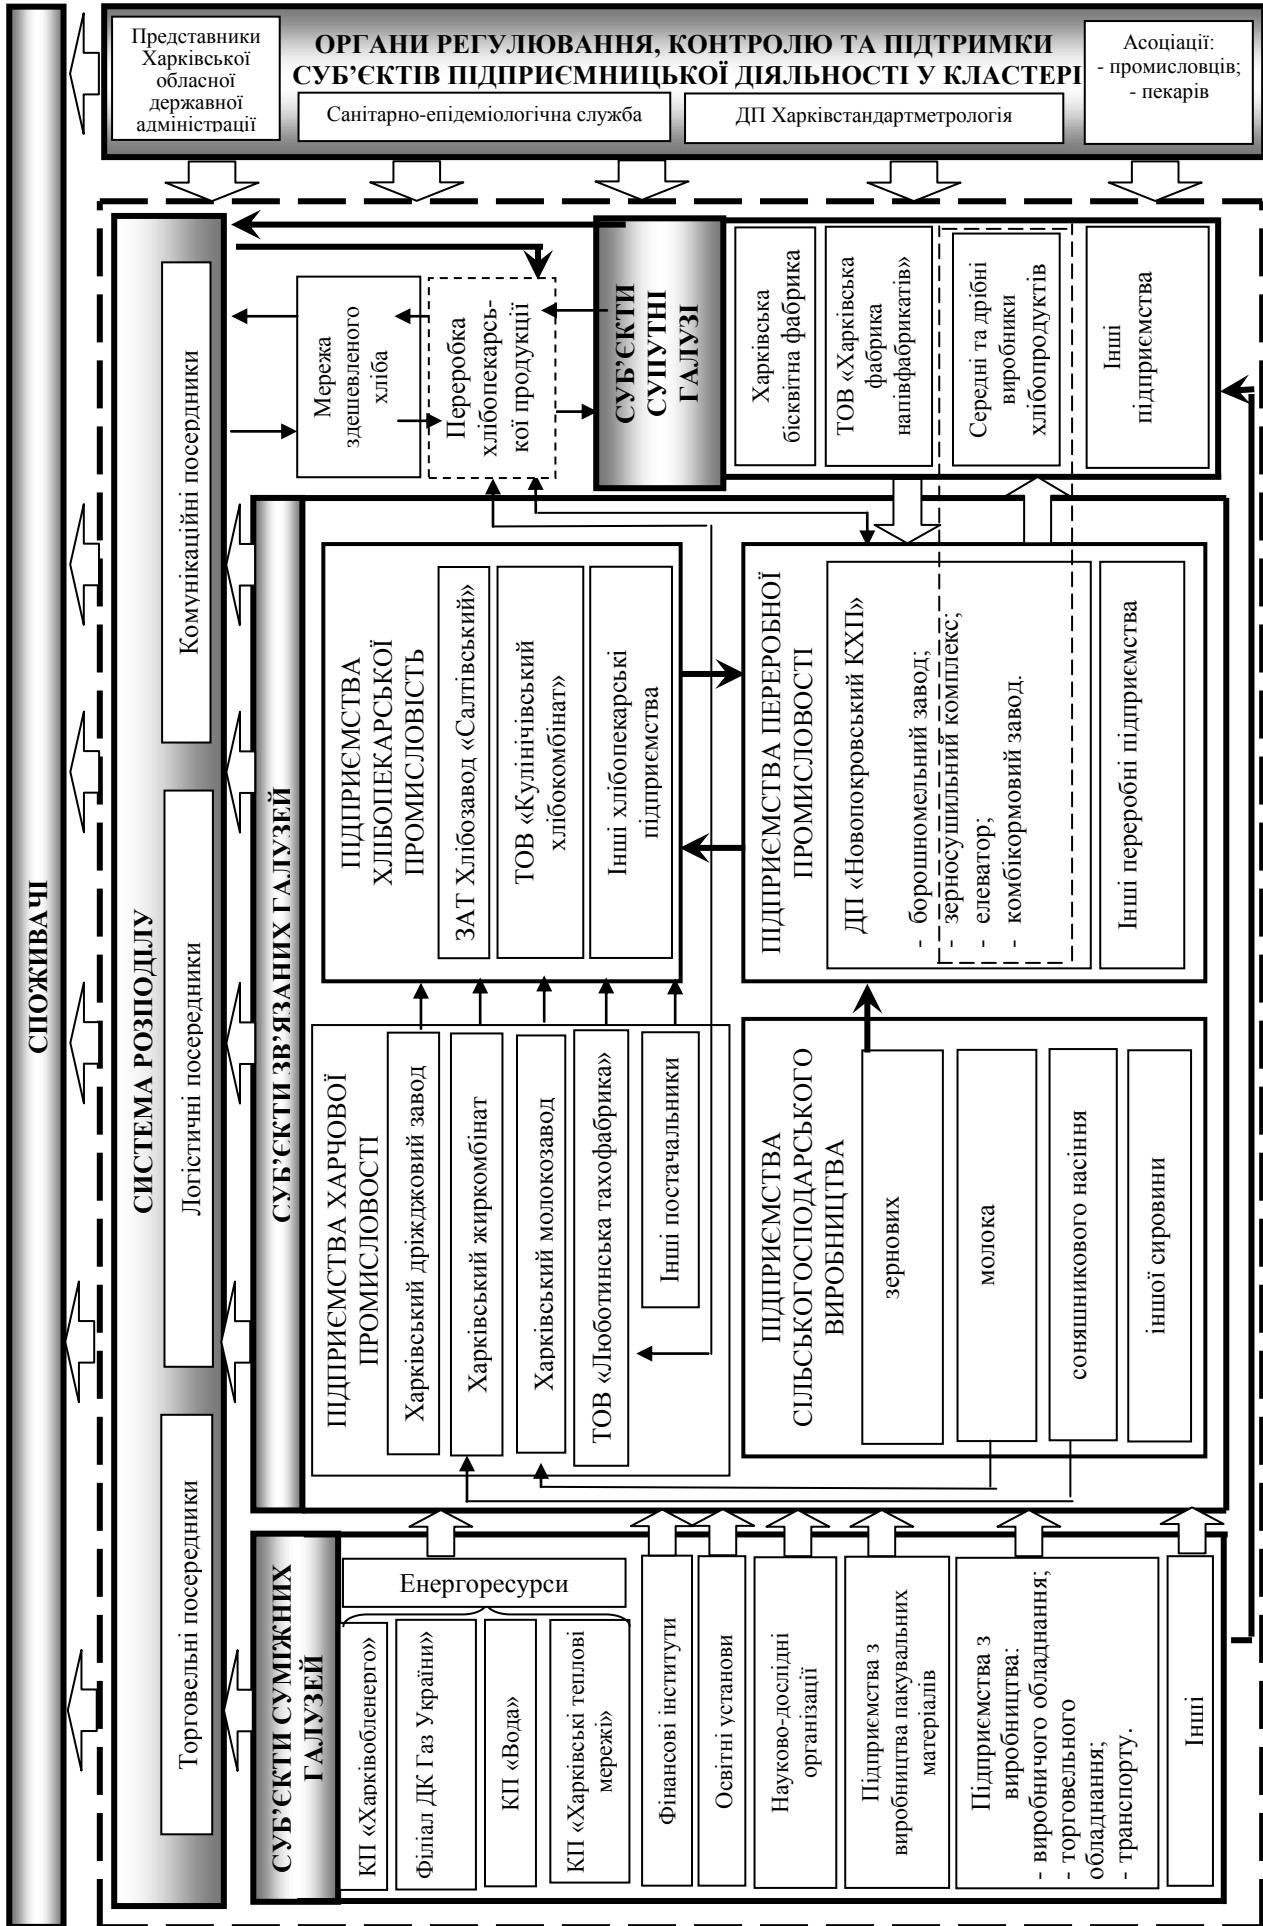 СПОЖИВАЧІ
ОРГАНИ РЕГУЛЮВАННЯ, КОНТРОЛЮ ТА ПІДТРИМКИ
СУБ’ЄКТІВ ПІДПРИЄМНИЦЬКОЇ ДІЯЛЬНОСТІ У КЛАСТЕРІ
Представники
Харківської
обласної
державної
адміністрації
Санітарно-епідеміологічна служба
ДП Харківстандартметрологія
Асоціації:
- промисловців;
- пекарів
СИСТЕМА РОЗПОДІЛУ
Торговельні посередники
Логістичні посередники
Комунікаційні посердники
СУБ’ЄКТИ СУМІЖНИХ
ГАЛУЗЕЙ
КП «Харківобленерго»
Філіал ДК Газ України»
КП «Вода»
КП «Харківські теплові
мережі»
Енергоресурси
Фінансові інститути
Освітні установи
Науково-дослідні
організації
Підприємства з
виробництва пакувальних
матеріалів
Підприємства з
виробництва:
- виробничого обладнання;
- торговельного
обладнання;
- транспорту.
Інші
СУБ’ЄКТИ ЗВ’ЯЗАНИХ ГАЛУЗЕЙ
ПІДПРИЄМСТВА ХАРЧОВОЇ
ПРОМИСЛОВОСТІ
Харківський дріжджовий завод
Харківський жиркомбінат
Харківський молокозавод
ТОВ «Люботинська тахофабрика»
Інші постачальники
ПІДПРИЄМСТВА
ХЛІБОПЕКАРСЬКОЇ
ПРОМИСЛОВІСТЬ
ЗАТ Хлібозавод «Салтівський»
ТОВ «Кулінічівський
хлібокомбінат»
Інші хлібопекарські
підприємства
ПІДПРИЄМСТВА
СІЛЬСЬКОГОСПОДАРСЬКОГО
ВИРОБНИЦТВА
зернових
молока
соняшникового насіння
іншої сировини
ПІДПРИЄМСТВА ПЕРЕРОБНОЇ
ПРОМИСЛОВОСТІ
ДП «Новопокровський КХП»
- борошномельний завод;
- зерносушильний комплекс;
- елеватор;
- комбікормовий завод.
Інші переробні підприємства
Мережа
здешевленого
хліба
Переробка
хлібопекарсь-
кої продукції
СУБ’ЄКТИ
СУПУТНІ
ГАЛУЗІ
Харківська
бісквітна фабрика
ТОВ «Харківська
фабрика
напівфабрикатів»
Середні та дрібні
виробники
хлібопродуктів
Інші
підприємства